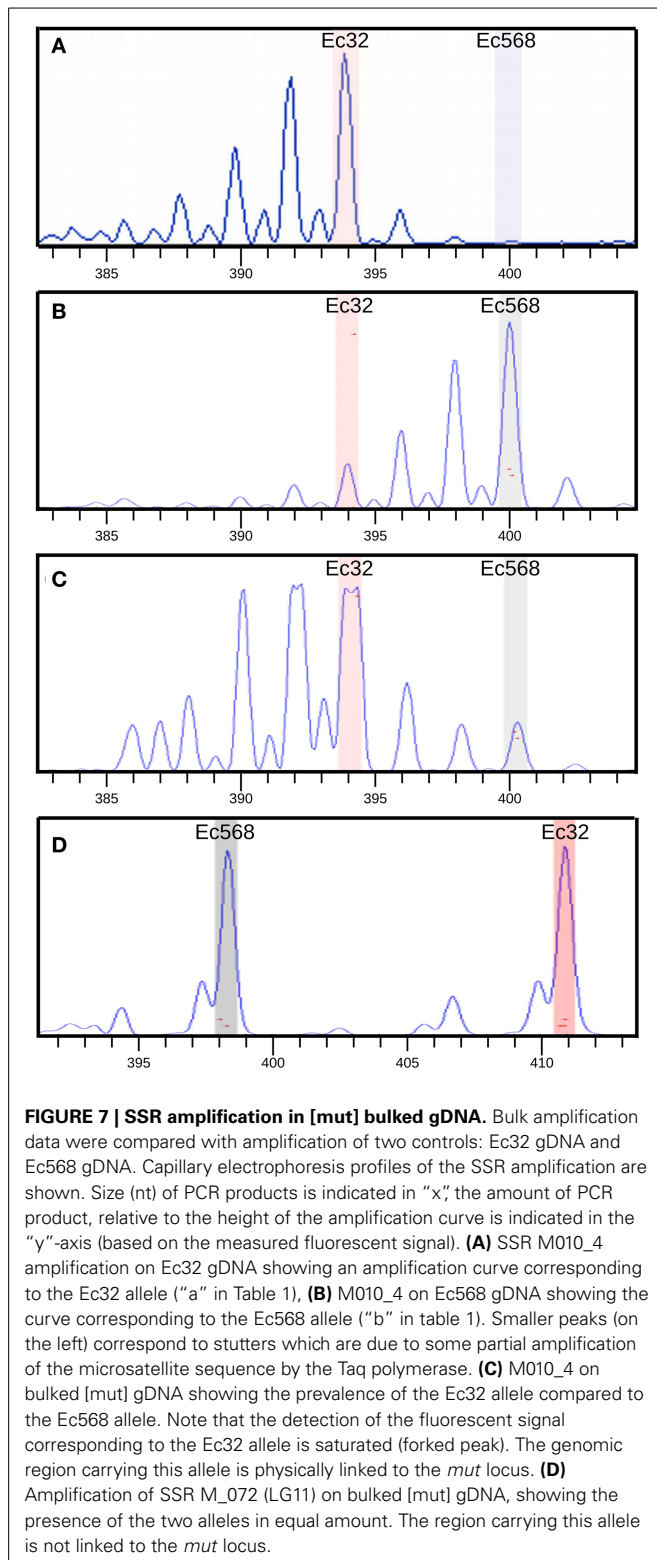 A
Ec32 Ec568
385 390 395 400
B
Ec32 Ec568
385 390 395 400
C
Ec32 Ec568
385 390 395 400
D
Ec568 Ec32
395 400 405 410
FIGURE 7 | SSR amplification in [mut] bulked gDNA. Bulk amplification
data were compared with amplification of two controls: Ec32 gDNA and
Ec568 gDNA. Capillary electrophoresis profiles of the SSR amplification are
shown. Size (nt) of PCR products is indicated in “x”, the amount of PCR
product, relative to the height of the amplification curve is indicated in the
“y”-axis (based on the measured fluorescent signal). (A) SSR M010_4
amplification on Ec32 gDNA showing an amplification curve corresponding
to the Ec32 allele (“a” in Table 1), (B) M010_4 on Ec568 gDNA showing the
curve corresponding to the Ec568 allele (“b” in table 1). Smaller peaks (on
the left) correspond to stutters which are due to some partial amplification
of the microsatellite sequence by the Taq polymerase. (C) M010_4 on
bulked [mut] gDNA showing the prevalence of the Ec32 allele compared to
the Ec568 allele. Note that the detection of the fluorescent signal
corresponding to the Ec32 allele is saturated (forked peak). The genomic
region carrying this allele is physically linked to the mut locus. (D)
Amplification of SSR M_072 (LG11) on bulked [mut] gDNA, showing the
presence of the two alleles in equal amount. The region carrying this allele
is not linked to the mut locus.